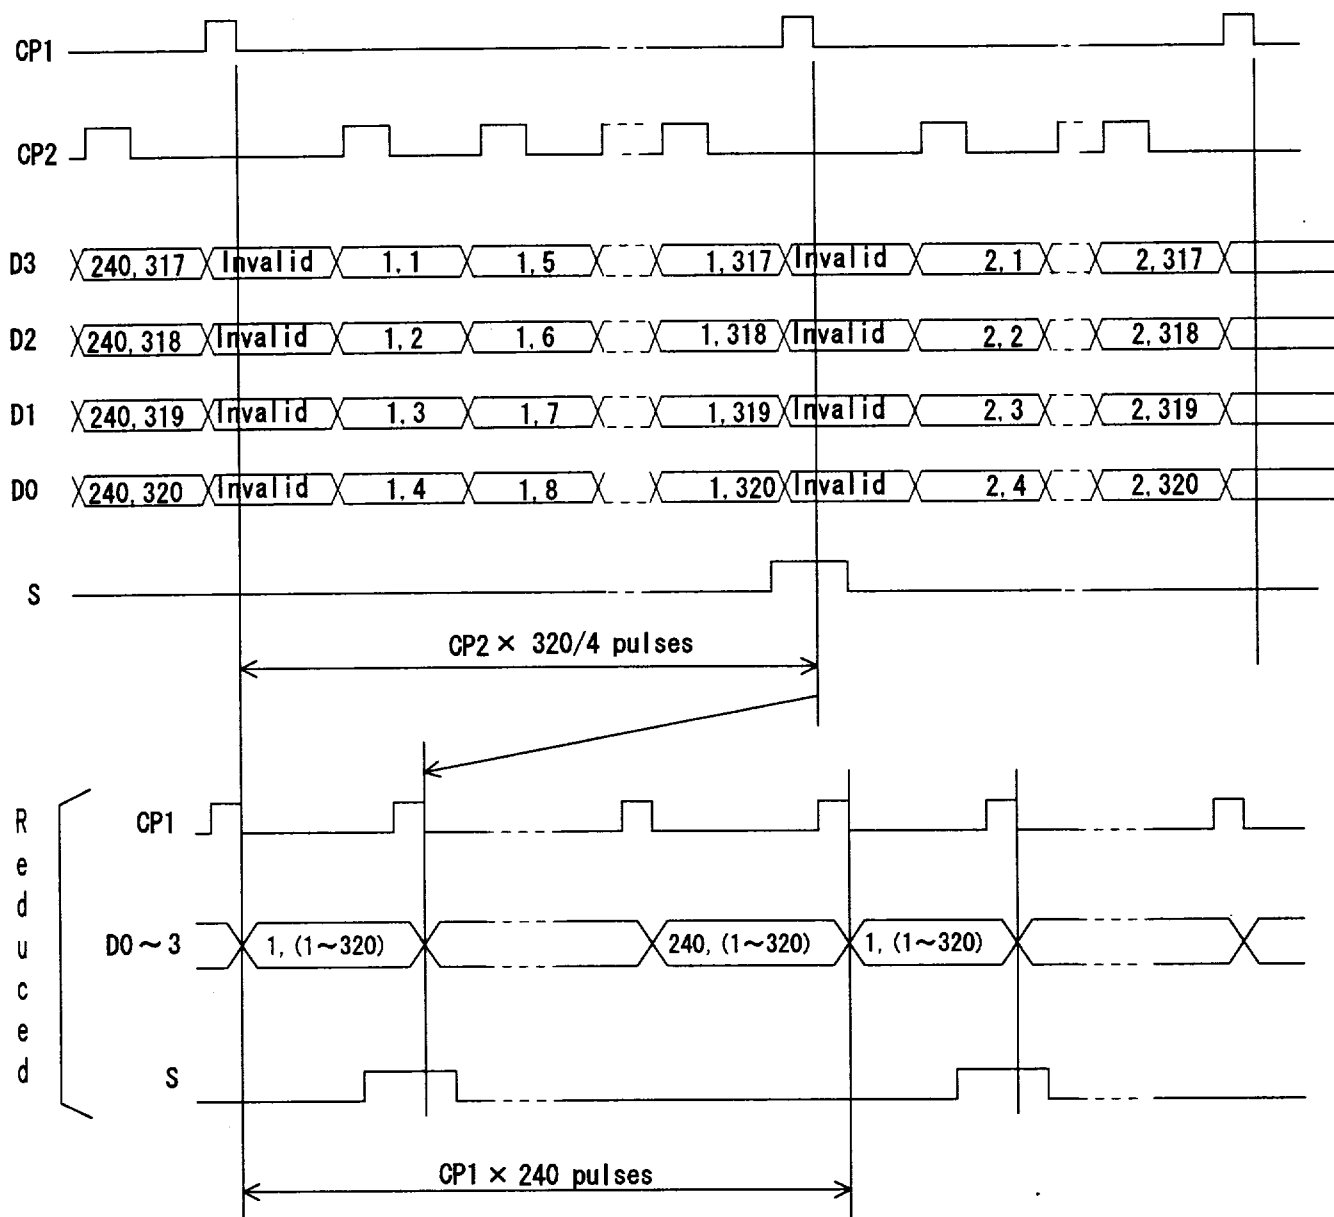 CP1
CP2
D3 240,317 Invalid 1,1 1,5 1,317 Invalid 2,1 2,317
D2 240,318 Invalid 1,2 1,6 1,318 Invalid 2,2 2,318
D1 240,319 Invalid 1,3 1,7 1,319 Invalid 2,3 2,319
D0 240,320 Invalid 1,4 1,8 1,320 Invalid 2,4 2,320
S
CP2 × 320/4 pulses
Reduced
CP1
D0~3 1,(1~320) 240,(1~320) 1,(1~320)
S
CP1 × 240 pulses